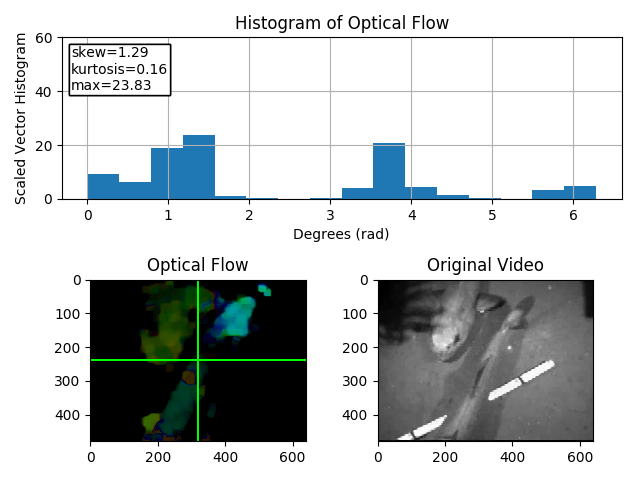 Histogram of Optical Flow
Scaled Vector Histogram
60
40
20
0
skew=1.29
kurtosis=0.16
max=23.83
0 1 2 3 4 5 6
Degrees (rad)
Optical Flow
0
100
200
300
400
0 200 400 600
Original Video
0
100
200
300
400
0 200 400 600